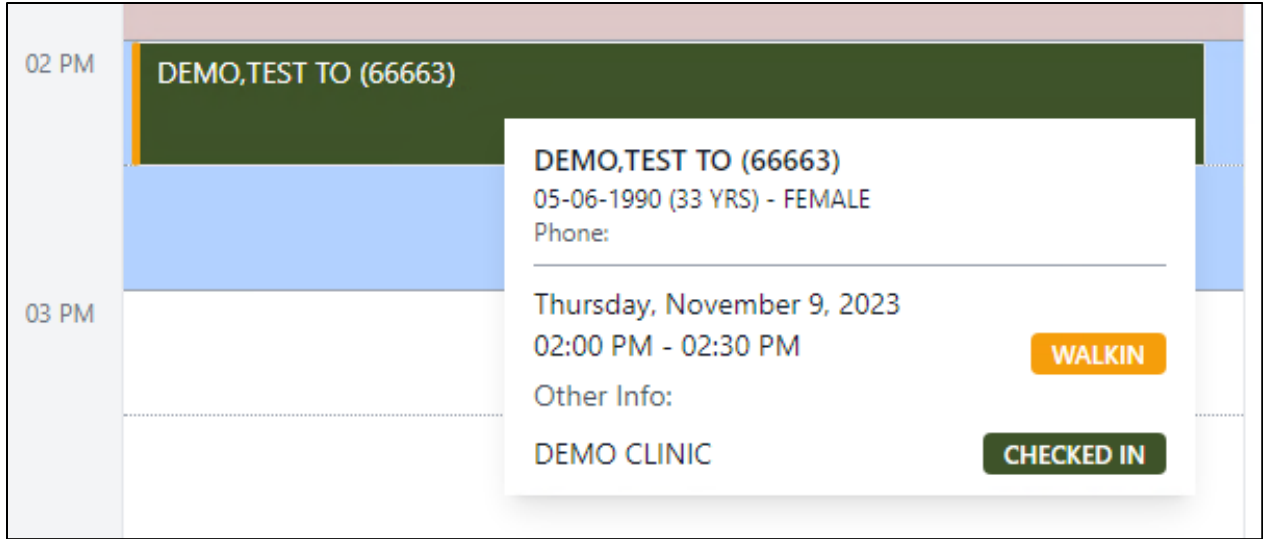 02 PM
DEMO,TEST TO (66663)
DEMO,TEST TO (66663)
05-06-1990 (33 YRS) - FEMALE
Phone:
03 PM
Thursday, November 9, 2023
02:00 PM - 02:30 PM
WALKIN
Other Info:
DEMO CLINIC
CHECKED IN